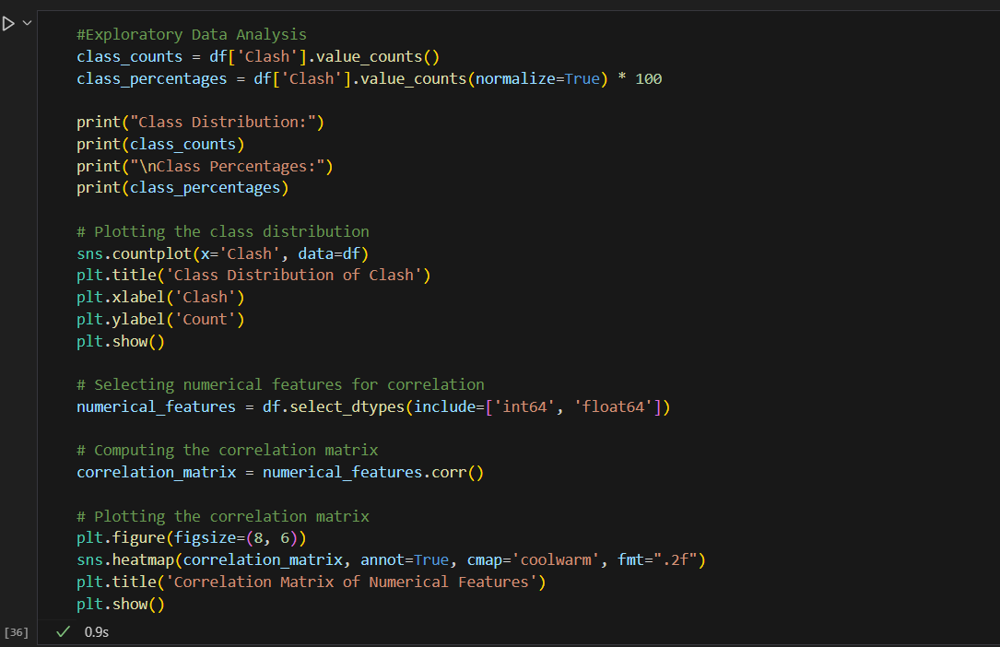 #Exploratory Data Analysis
class_counts = df['Clash'].value_counts()
class_percentages = df['Clash'].value_counts(normalize=True) * 100
print("Class Distribution:")
print(class_counts)
print("\nClass Percentages:")
print(class_percentages)
# Plotting the class distribution
sns.countplot(x='Clash', data=df)
plt.title('Class Distribution of Clash')
plt.xlabel('Clash')
plt.ylabel('Count')
plt.show()
# Selecting numerical features for correlation
numerical_features = df.select_dtypes(include=['int64', 'float64'])
# Computing the correlation matrix
correlation_matrix = numerical_features.corr()
# Plotting the correlation matrix
plt.figure(figsize=(8, 6))
sns.heatmap(correlation_matrix, annot=True, cmap='coolwarm', fmt=".2f")
plt.title('Correlation Matrix of Numerical Features')
plt.show()
[36] 0.9s